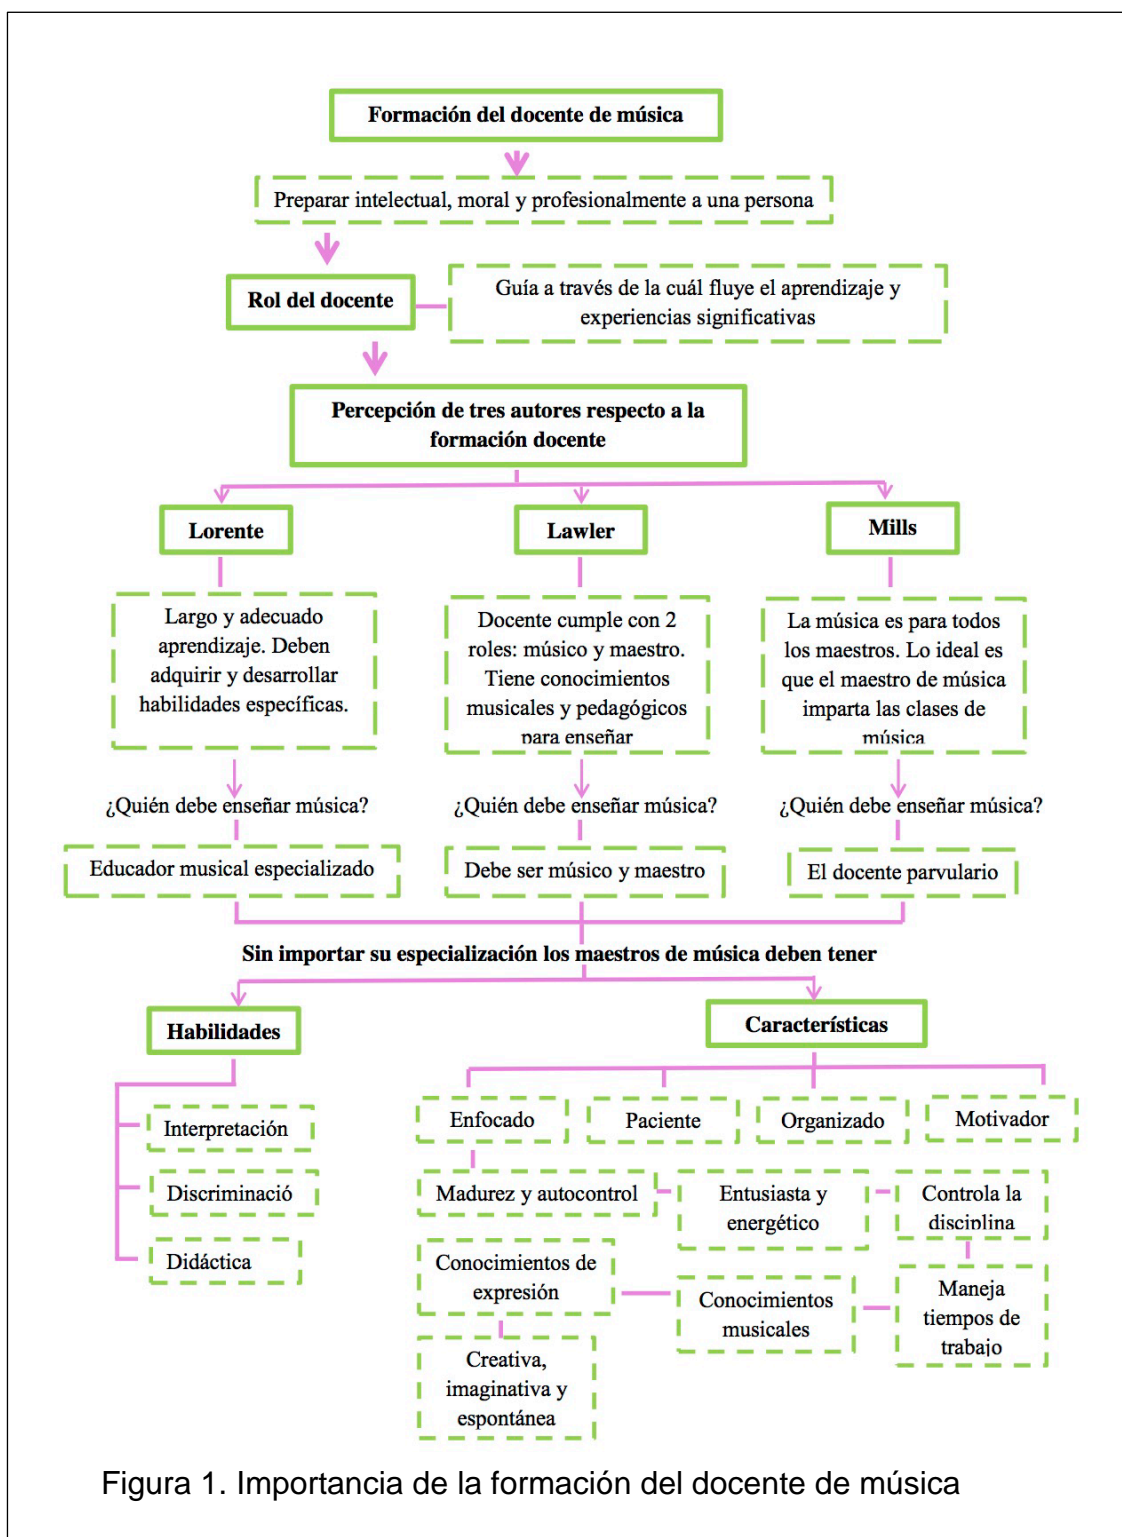 Formación del docente de música
Preparar intelectual, moral y profesionalmente a una persona
Rol del docente
Guía a través de la cuál fluye el aprendizaje y
experiencias significativas
Percepción de tres autores respecto a la
formación docente
Lorente
Lawler
Mills
Largo y adecuado
aprendizaje. Deben
adquirir y desarrollar
habilidades específicas.
Docente cumple con 2
roles: músico y maestro.
Tiene conocimientos
musicales y pedagógicos
para enseñar
La música es para todos
los maestros. Lo ideal es
que el maestro de música
imparta las clases de
música
¿Quién debe enseñar música?
¿Quién debe enseñar música?
¿Quién debe enseñar música?
Educador musical especializado
Debe ser músico y maestro
El docente parvulario
Sin importar su especialización los maestros de música deben tener
Habilidades
Características
Interpretación
Discriminació
Didáctica
Enfocado
Paciente
Organizado
Motivador
Madurez y autocontrol
Entusiasta y
energético
Controla la
disciplina
Conocimientos de
expresión
Conocimientos
musicales
Maneja
tiempos de
trabajo
Creativa,
imaginativa y
espontánea
Figura 1. Importancia de la formación del docente de música